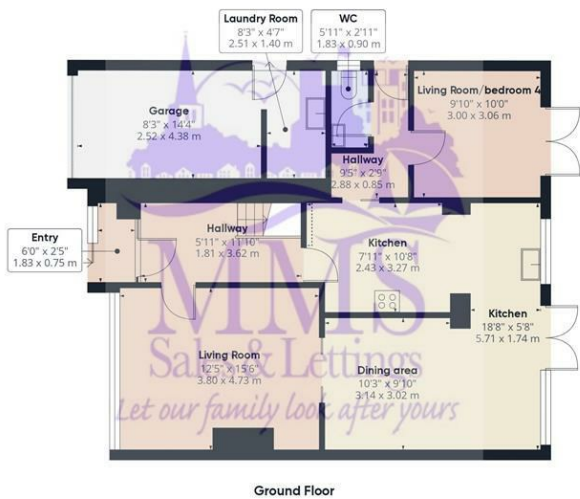 Laundry Room
8'3" x 4'7"
2.51 x 1.40 m
WC
5'11" x 2'11"
1.83 x 0.90 m
Garage
8'3" x 14'4"
2.52 x 4.38 m
Living Room/bedroom 4
9'10" x 10'0"
3.00 x 3.06 m
Hallway
9'5" x 2'9"
2.88 x 0.85 m
Entry
6'0" x 2'5"
1.83 x 0.75 m
Hallway
5'11" x 11'10"
1.81 x 3.62 m
Kitchen
7'11" x 10'8"
2.43 x 3.27 m
Kitchen
18'8" x 5'8"
5.71 x 1.74 m
MMS
Sales & Lettings
Living Room
12'5" x 15'6"
3.80 x 4.73 m
Dining area
10'3" x 9'10"
3.14 x 3.02 m
Let our family look after yours
Ground Floor